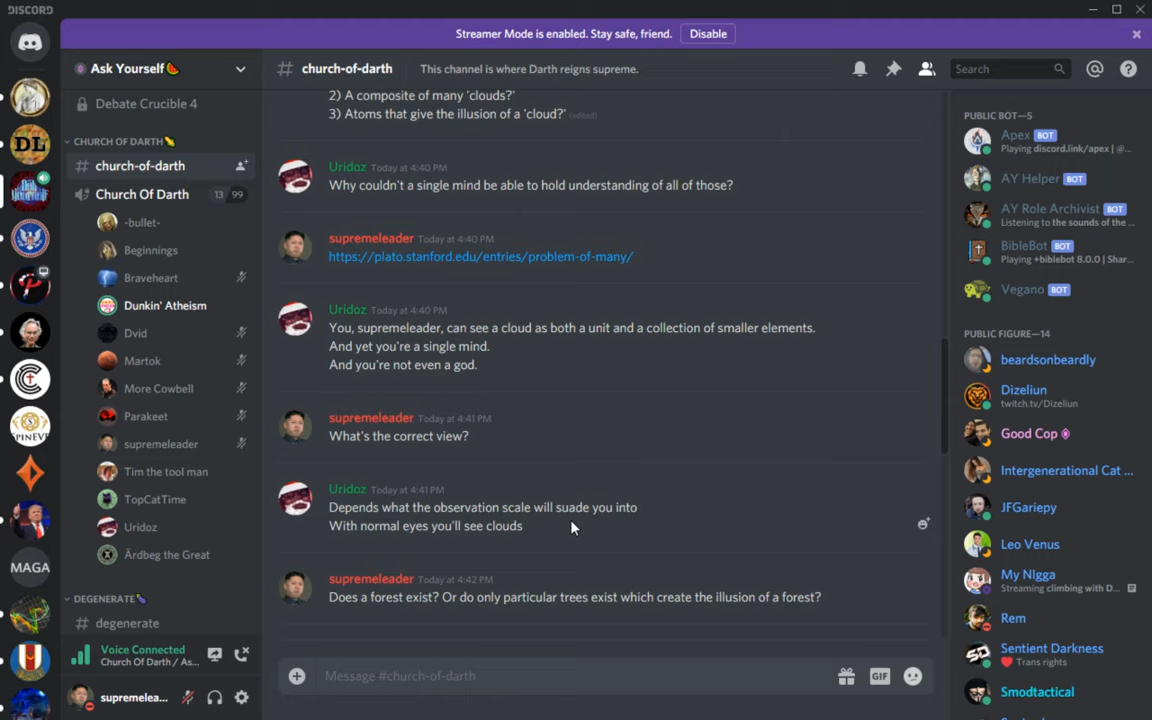 DISCORD
Streamer Mode is enabled. Stay safe, friend. Disable
Ask Yourself🍉
Debate Crucible 4
CHURCH OF DARTH
church-of-darth
Church Of Darth 13 99
-bullet-
Beginnings
Braveheart
Dunkin' Atheism
Dvid
Martok
More Cowbell
Parakeet
supremeleader
Tim the tool man
TopCatTime
Uridoz
Ärdbeg the Great
DEGENERATE🍆
# degenerate
Voice Connected
Church Of Darth / As...
supremelea...
MAGA
# church-of-darth This channel is where Darth reigns supreme.
Search
2) A composite of many 'clouds?'
3) Atoms that give the illusion of a 'cloud?' (edited)
Uridoz Today at 4:40 PM
Why couldn't a single mind be able to hold understanding of all of those?
supremeleader Today at 4:40 PM
https://plato.stanford.edu/entries/problem-of-many/
Uridoz Today at 4:40 PM
You, supremeleader, can see a cloud as both a unit and a collection of smaller elements.
And yet you're a single mind.
And you're not even a god.
supremeleader Today at 4:41 PM
What's the correct view?
Uridoz Today at 4:41 PM
Depends what the observation scale will suade you into
With normal eyes you'll see clouds
supremeleader Today at 4:42 PM
Does a forest exist? Or do only particular trees exist which create the illusion of a forest?
Message #church-of-darth
GIF
PUBLIC BOT—5
Apex BOT
Playing discord.link/apex | @...
AY Helper BOT
AY Role Archivist BOT
Listening to the sounds of the ...
BibleBot BOT
Playing +biblebot 8.0.0 | Shar...
Vegano BOT
PUBLIC FIGURE—14
beardsonbeardly
Dizeliun
twitch.tv/Dizeliun
Good Cop
Intergenerational Cat ...
JFGariepy
Leo Venus
My NIgga
Streaming climbing with D...
Rem
Sentient Darkness
❤️ Trans rights
Smodtactical